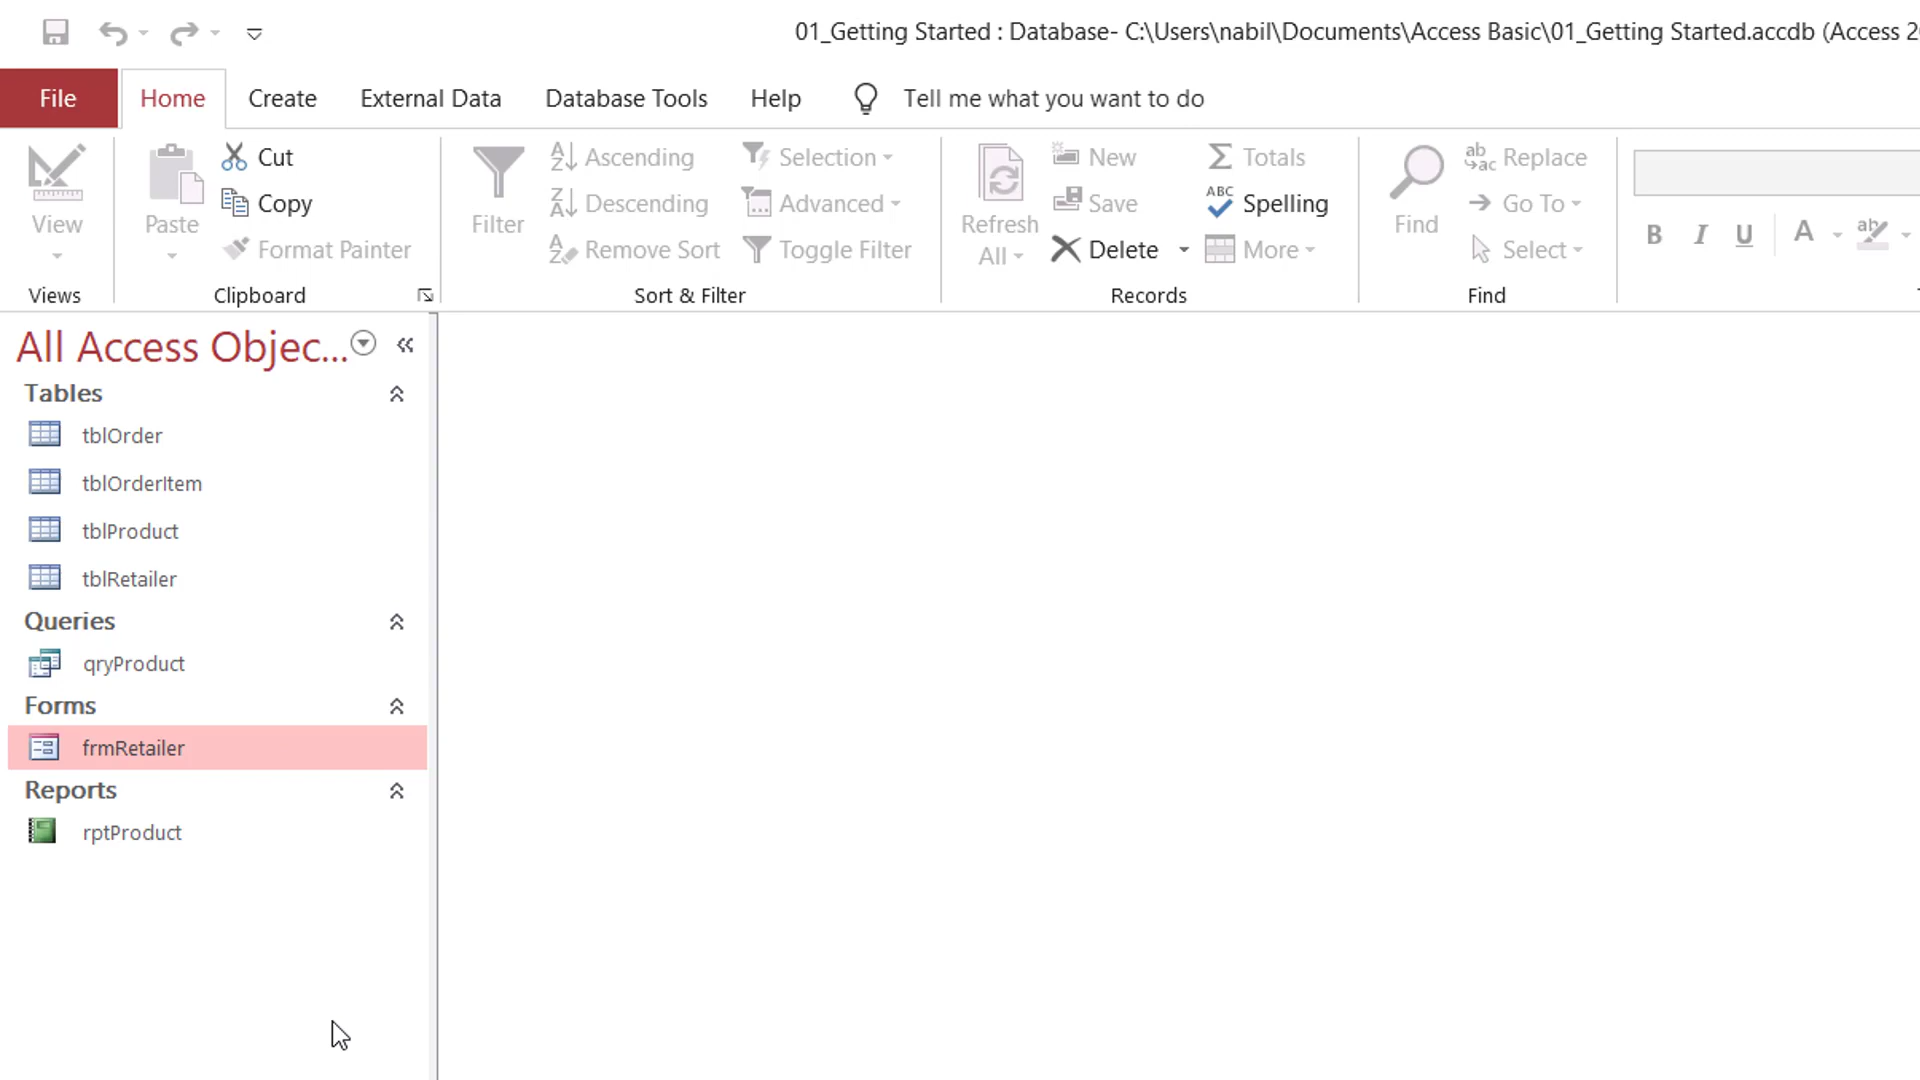 01_Getting Started : Database- C:\Users\nabil\Documents\Access Basic\01_Getting Started.accdb (Access 2
File Home Create External Data Database Tools Help Tell me what you want to do
View
Views
Paste
Cut
Copy
Format Painter
Clipboard
Filter
Ascending
Descending
Remove Sort
Selection
Advanced
Toggle Filter
Sort & Filter
Refresh
All
New
Save
Delete
Totals
Spelling
More
Records
Find
Replace
Go To
Select
Find
B I U A
All Access Objec...
Tables
tblOrder
tblOrderItem
tblProduct
tblRetailer
Queries
qryProduct
Forms
frmRetailer
Reports
rptProduct